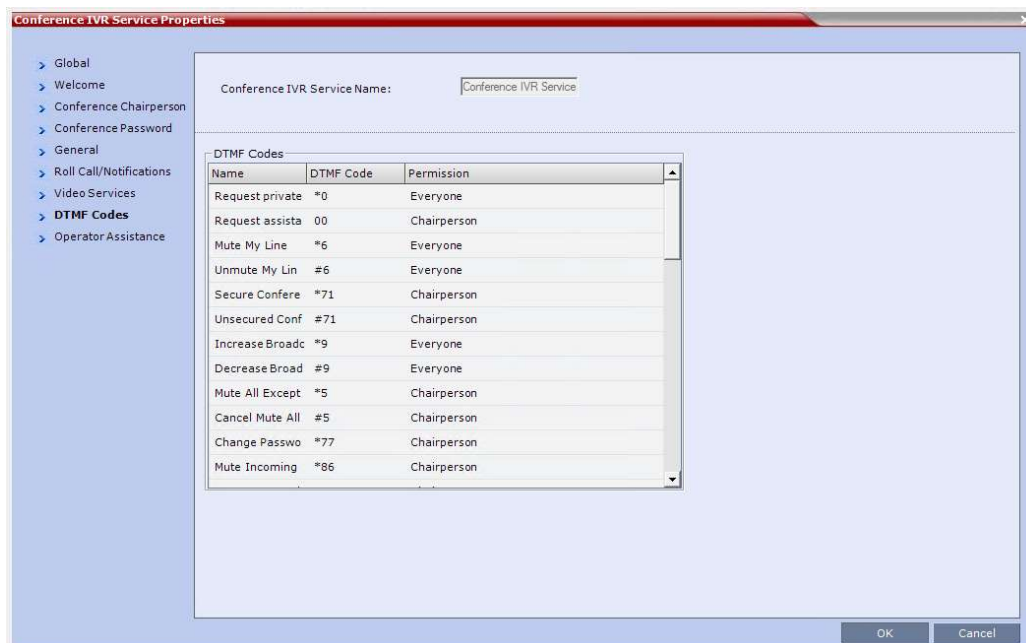 Conference IVR Service Properties
Global
Welcome
Conference Chairperson
Conference Password
General
Roll Call/Notifications
Video Services
DTMF Codes
Operator Assistance
Conference IVR Service Name: Conference IVR Service
DTMF Codes
Name DTMF Code Permission
Request private *0 Everyone
Request assista 00 Chairperson
Mute My Line *6 Everyone
Unmute My Lin #6 Everyone
Secure Confere *71 Chairperson
Unsecured Conf #71 Chairperson
Increase Broadc *9 Everyone
Decrease Broad #9 Everyone
Mute All Except *5 Chairperson
Cancel Mute All #5 Chairperson
Change Passwo *77 Chairperson
Mute Incoming *86 Chairperson
OK Cancel